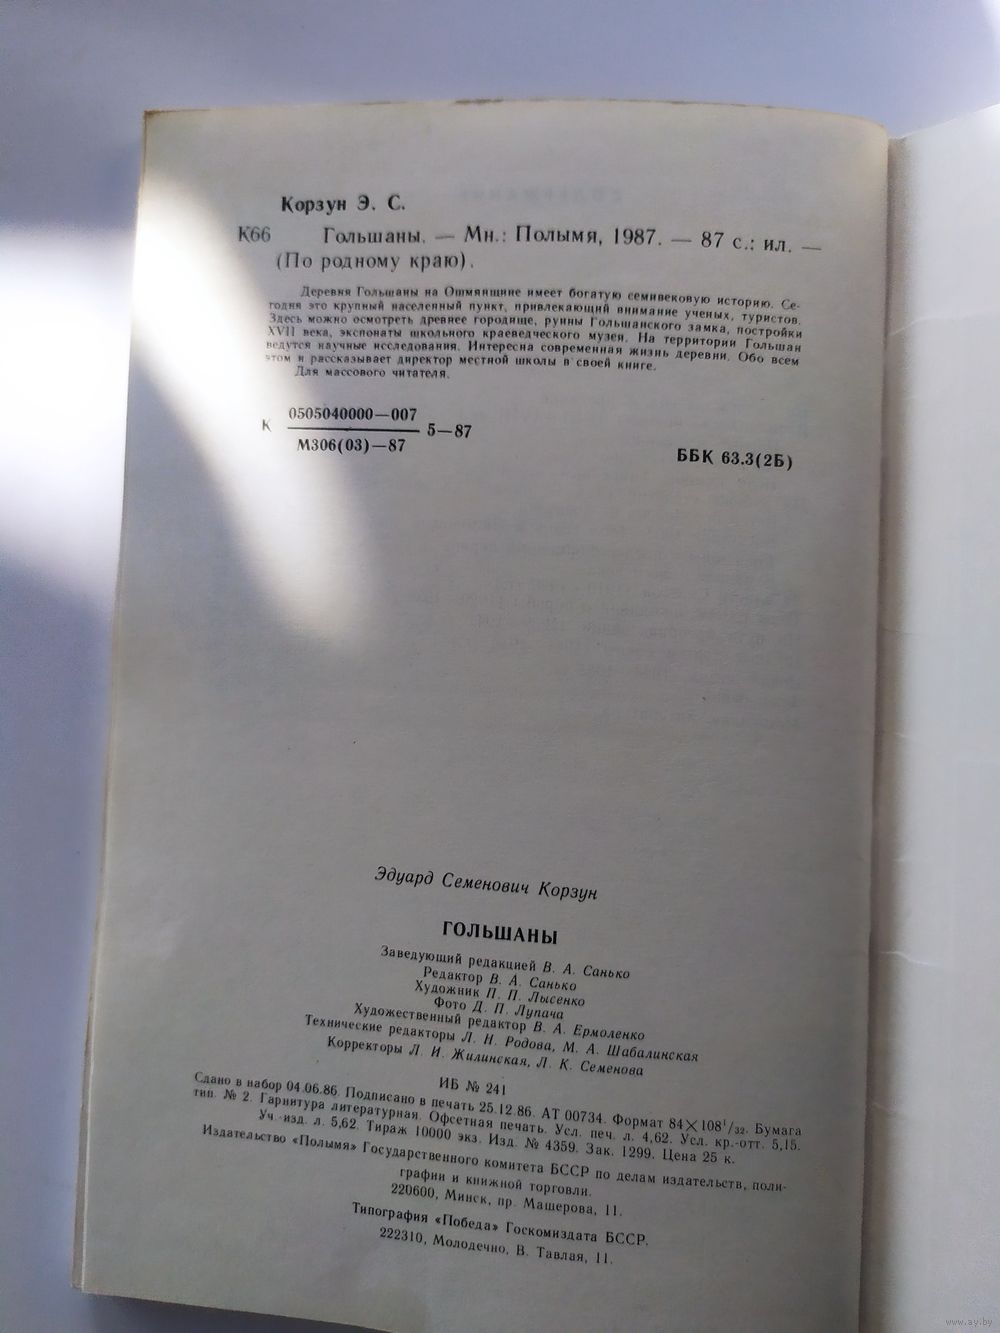 Корзун Э. С.
К66 Гольшаны. — Мн.: Полымя, 1987. — 87 с.: ил. —
(По родному краю).
Деревня Гольшаны на Ошмянщине имеет богатую семивековую историю. Се-
годня это крупный населенный пункт, привлекающий внимание ученых, туристов.
Здесь можно осмотреть древнее городище, руины Гольшанского замка, постройки
XVII века, экспонаты школьного краеведческого музея. На территории Гольшан
ведутся научные исследования. Интересна современная жизнь деревни. Обо всем
этом и рассказывает директор местной школы в своей книге.
Для массового читателя.
0505040000—007
К 5—87
М306(03)—87
ББК 63.3(2Б)
Эдуард Семенович Корзун
ГОЛЬШАНЫ
Заведующий редакцией В. А. Санько
Редактор В. А. Санько
Художник П. П. Лысенко
Фото Д. П. Лупача
Художественный редактор В. А. Ермоленко
Технические редакторы Л. Н. Родова, М. А. Шабалинская
Корректоры Л. И. Жилинская, Л. К. Семенова
ИБ № 241
Сдано в набор 04.06.86. Подписано в печать 25.12.86. АТ 00734. Формат 84×108¹/₃₂. Бумага
тип. № 2. Гарнитура литературная. Офсетная печать. Усл. печ. л. 4,62. Усл. кр.-отт. 5,15.
Уч.-изд. л. 5,62. Тираж 10000 экз. Изд. № 4359. Зак. 1299. Цена 25 к.
Издательство «Полымя» Государственного комитета БССР по делам издательств, поли-
графии и книжной торговли.
220600, Минск, пр. Машерова, 11.
Типография «Победа» Госкомиздата БССР.
222310, Молодечно, В. Тавлая, 11.
www.ay.by